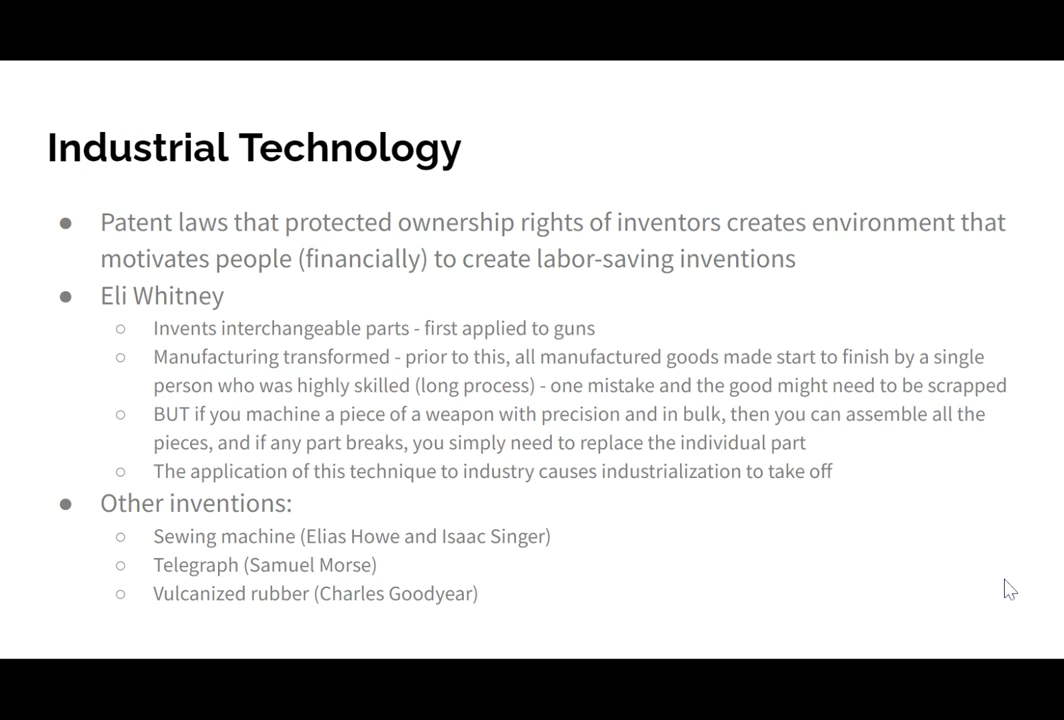 Industrial Technology
● Patent laws that protected ownership rights of inventors creates environment that
motivates people (financially) to create labor-saving inventions
● Eli Whitney
○ Invents interchangeable parts - first applied to guns
○ Manufacturing transformed - prior to this, all manufactured goods made start to finish by a single
person who was highly skilled (long process) - one mistake and the good might need to be scrapped
○ BUT if you machine a piece of a weapon with precision and in bulk, then you can assemble all the
pieces, and if any part breaks, you simply need to replace the individual part
○ The application of this technique to industry causes industrialization to take off
● Other inventions:
○ Sewing machine (Elias Howe and Isaac Singer)
○ Telegraph (Samuel Morse)
○ Vulcanized rubber (Charles Goodyear)